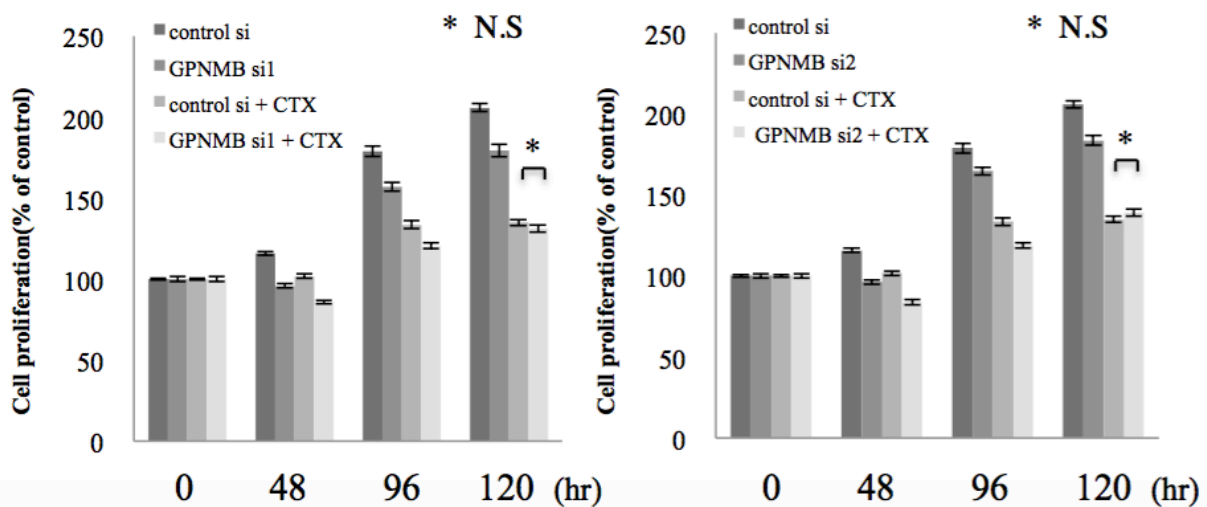 * N.S
250
control si
GPNMB si1
control si + CTX
GPNMB si1 + CTX
200
*
150
100
50
0
Cell proliferation(% of control)
0 48 96 120 (hr)
* N.S
250
control si
GPNMB si2
control si + CTX
GPNMB si2 + CTX
200
*
150
100
50
0
Cell proliferation(% of control)
0 48 96 120 (hr)